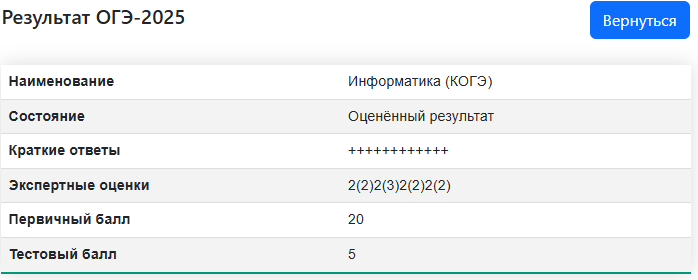 Результат ОГЭ-2025
Вернуться
Наименование Информатика (КОГЭ)
Состояние Оценённый результат
Краткие ответы ++++++++++++
Экспертные оценки 2(2)2(3)2(2)2(2)
Первичный балл 20
Тестовый балл 5